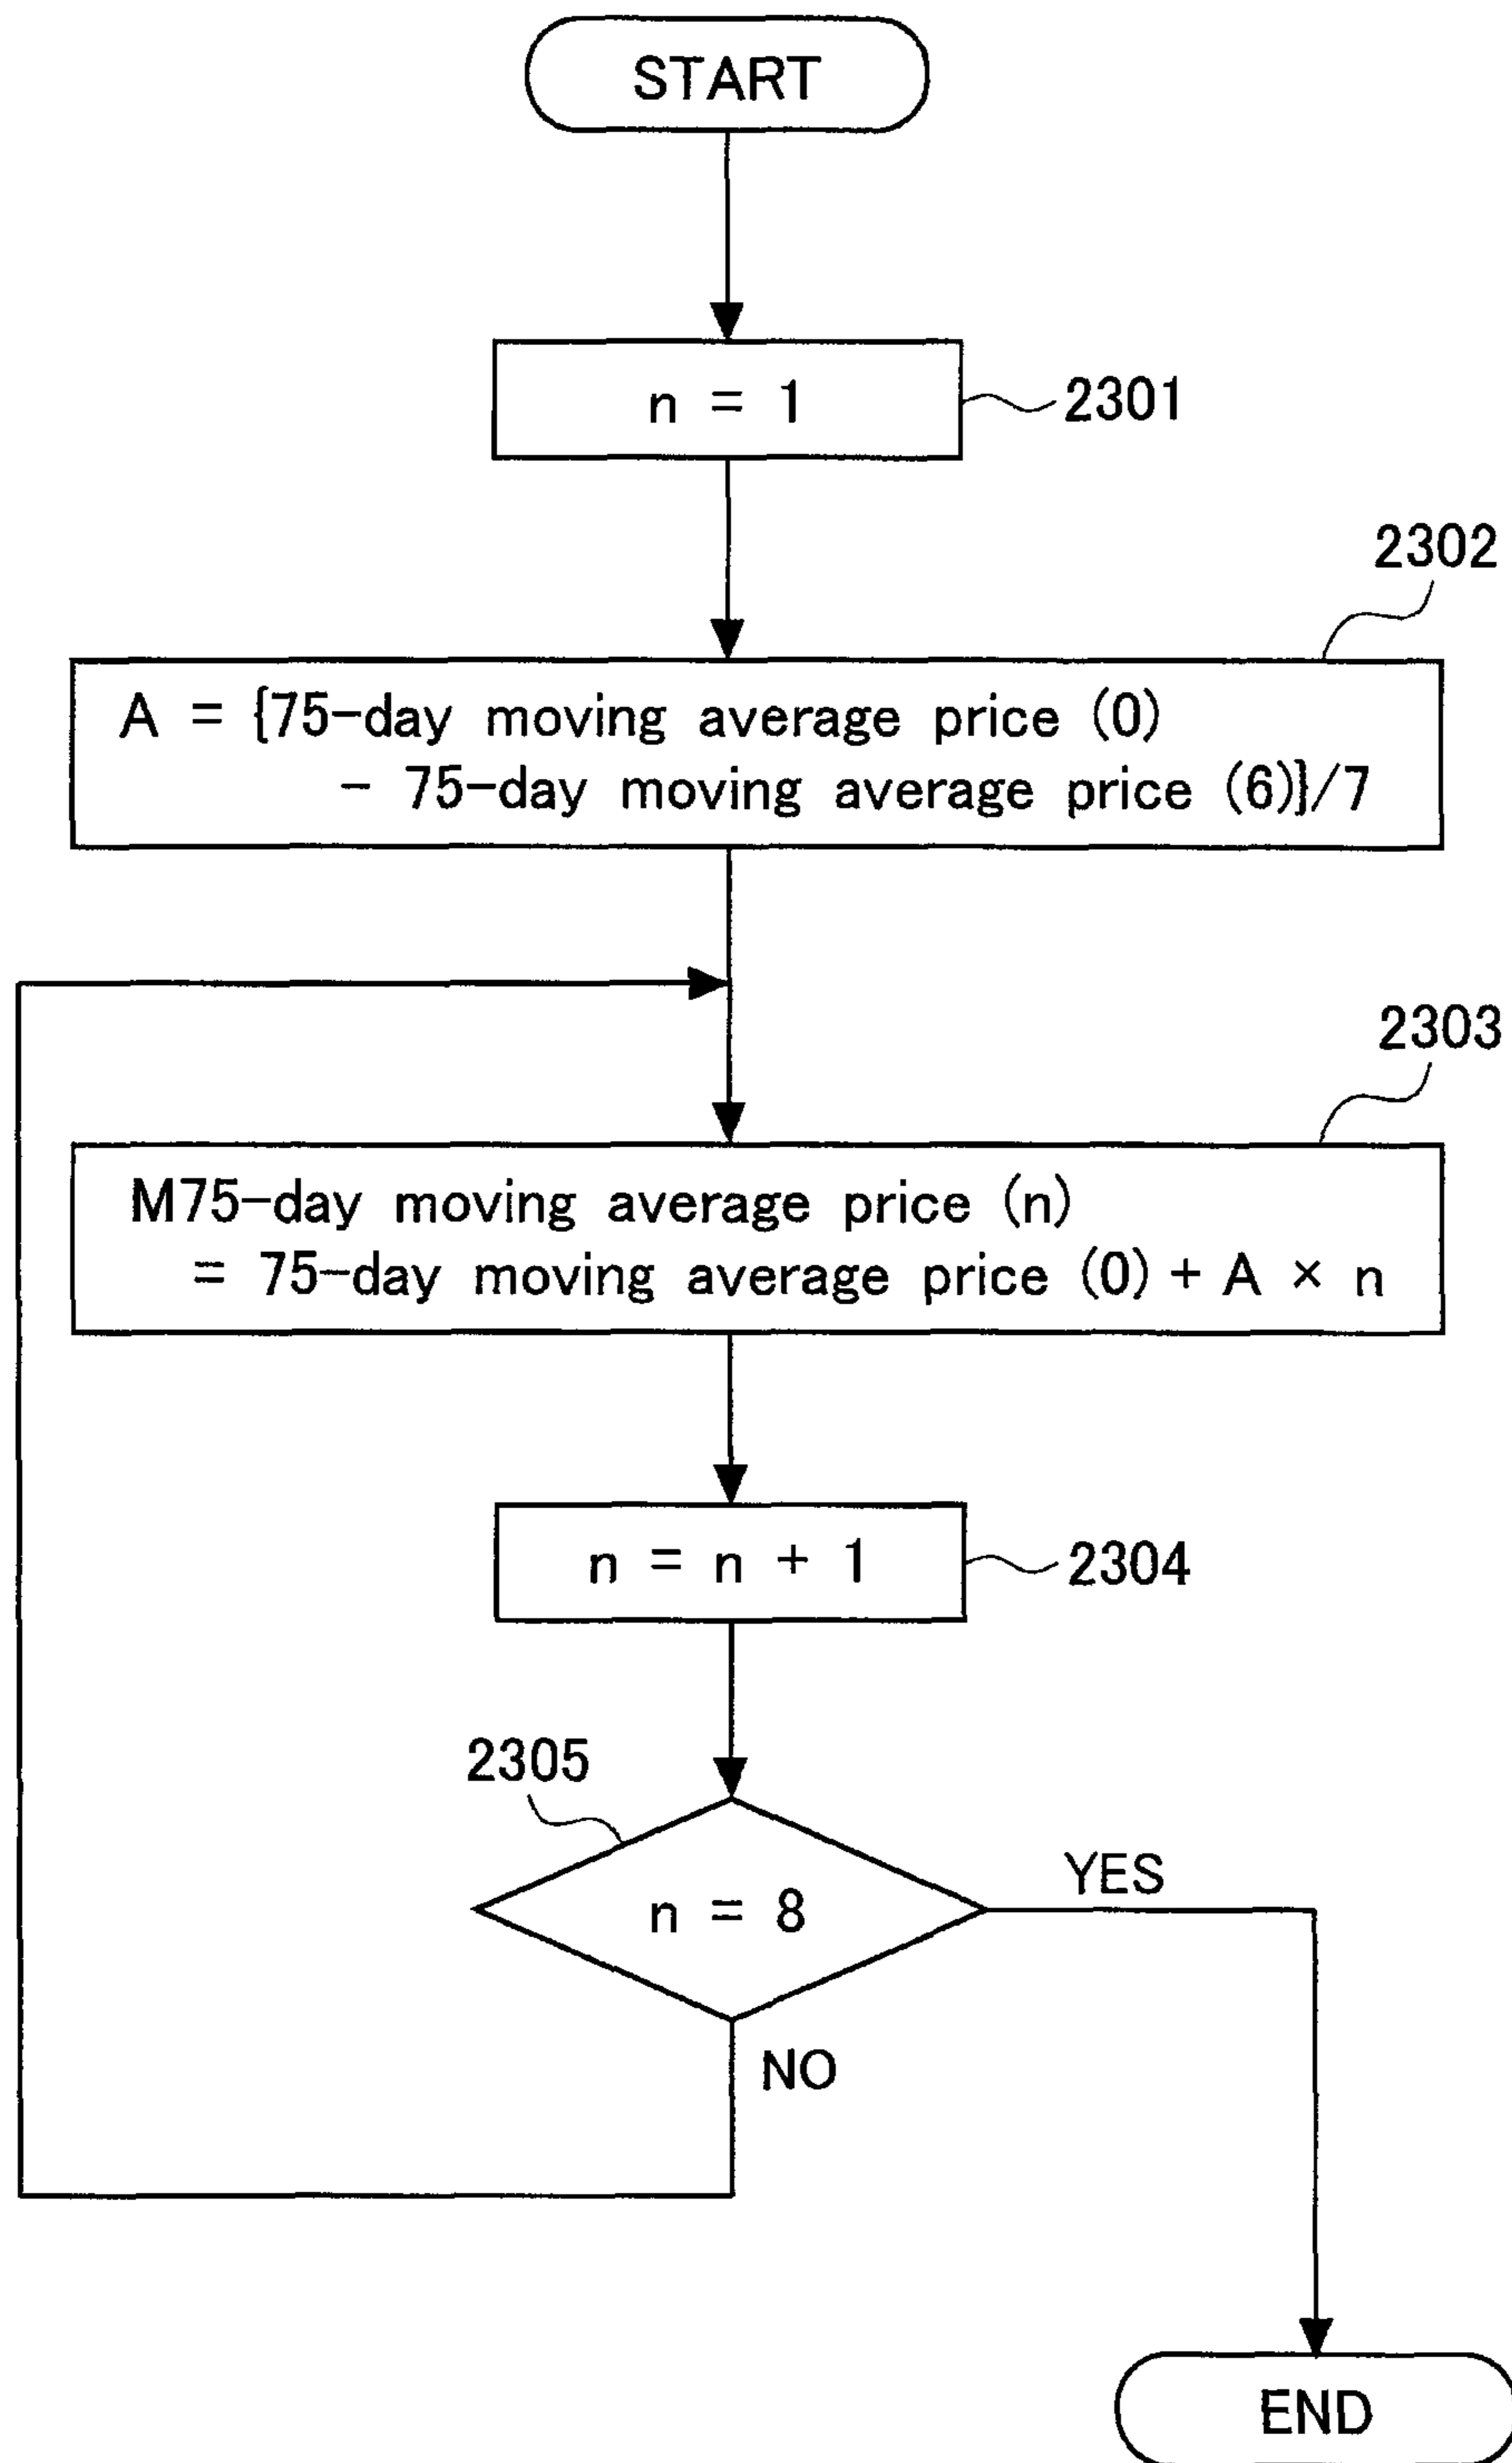 START
n = 1
2301
2302
A = {75-day moving average price (0)
- 75-day moving average price (6)}/7
2303
M75-day moving average price (n)
= 75-day moving average price (0) + A × n
n = n + 1
2304
2305
n = 8
YES
NO
END